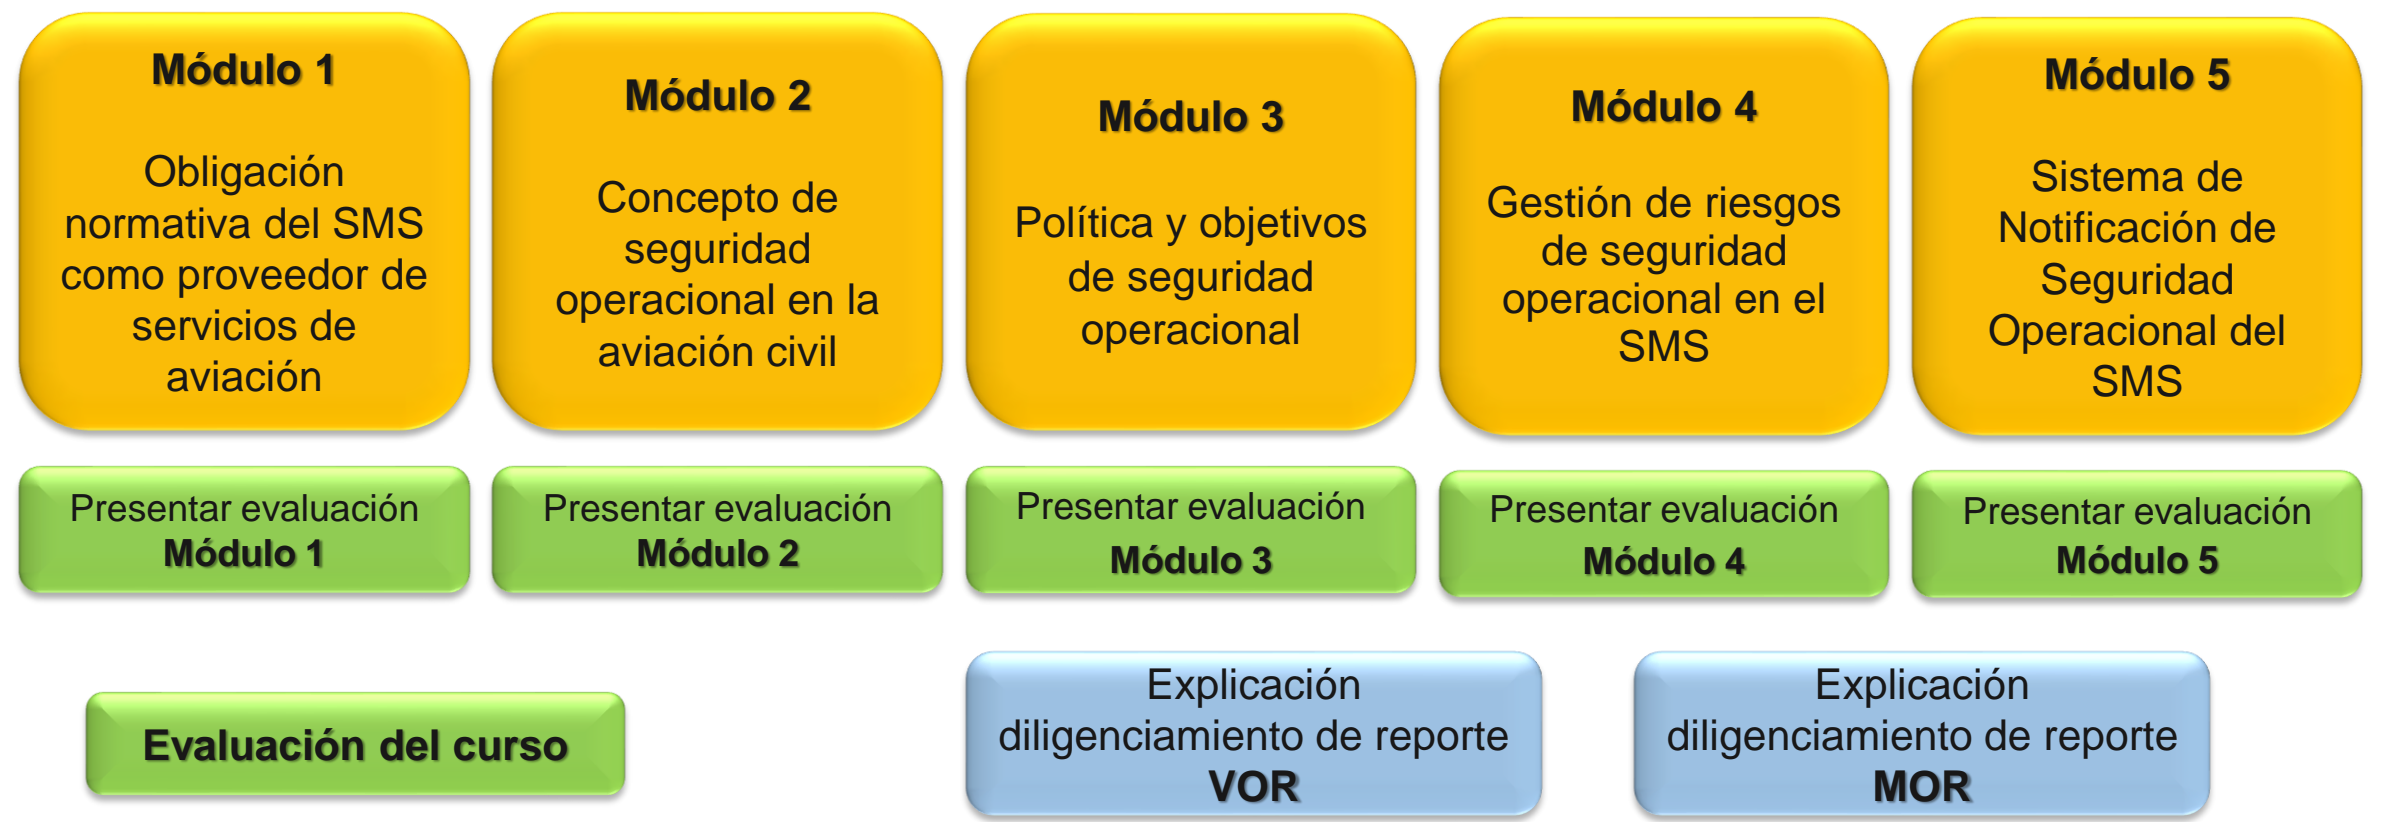 Módulo 1
Obligación
normativa del SMS
como proveedor de
servicios de
aviación
Módulo 2
Concepto de
seguridad
operacional en la
aviación civil
Módulo 3
Política y objetivos
de seguridad
operacional
Módulo 4
Gestión de riesgos
de seguridad
operacional en el
SMS
Módulo 5
Sistema de
Notificación de
Seguridad
Operacional del
SMS
Presentar evaluación
Módulo 1
Presentar evaluación
Módulo 2
Presentar evaluación
Módulo 3
Presentar evaluación
Módulo 4
Presentar evaluación
Módulo 5
Evaluación del curso
Explicación
diligenciamiento de reporte
VOR
Explicación
diligenciamiento de reporte
MOR